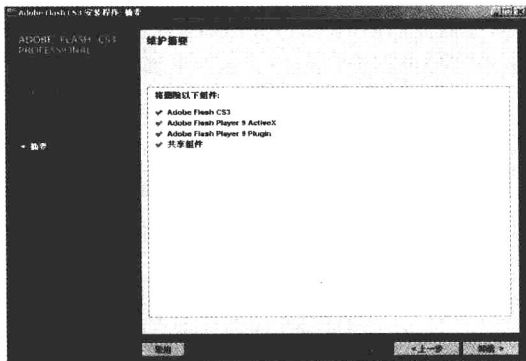 Adobe Flash CS3 安装程序 - 摘要
ADOBE FLASH CS3
PROFESSIONAL
维护摘要
将删除以下组件:
Adobe Flash CS3
Adobe Flash Player 9 ActiveX
Adobe Flash Player 9 Plugin
共享组件
摘要
取消
上一步